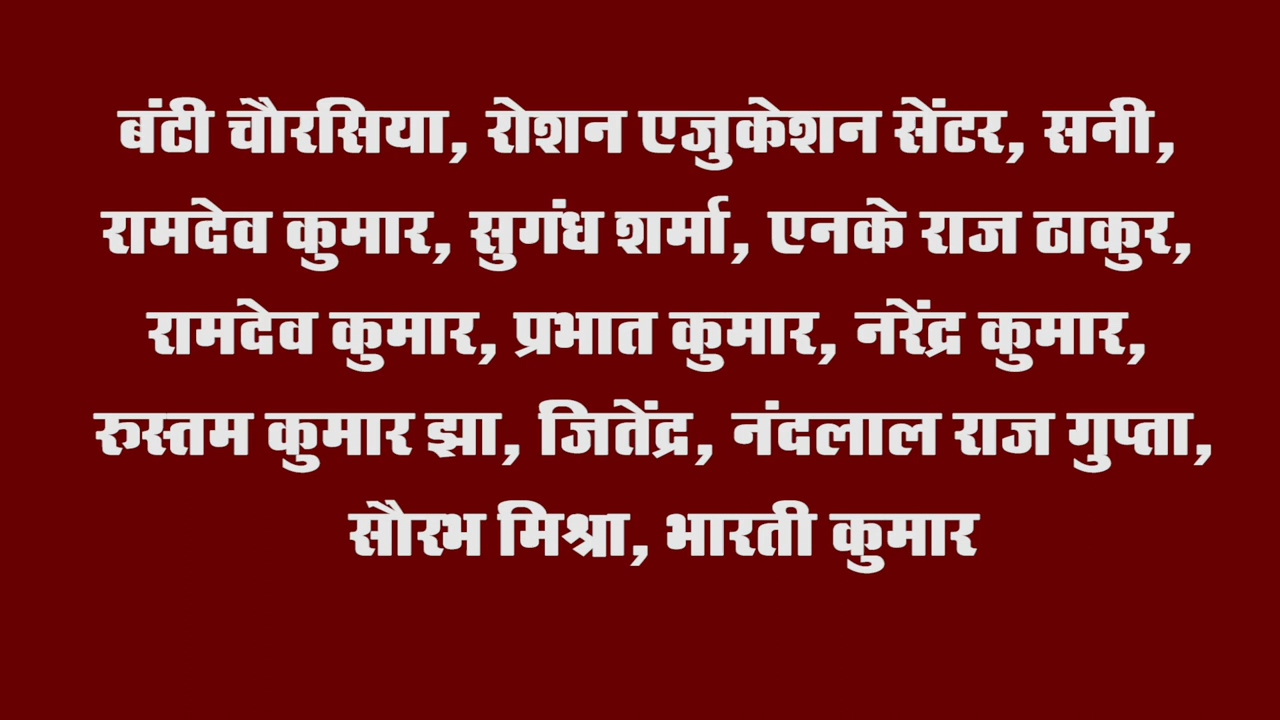 बंटी चौरसिया, रोशन एजुकेशन सेंटर, सनी,
रामदेव कुमार, सुगंध शर्मा, एनके राज ठाकुर,
रामदेव कुमार, प्रभात कुमार, नरेंद्र कुमार,
रुस्तम कुमार झा, जितेंद्र, नंदलाल राज गुप्ता,
सौरभ मिश्रा, भारती कुमार